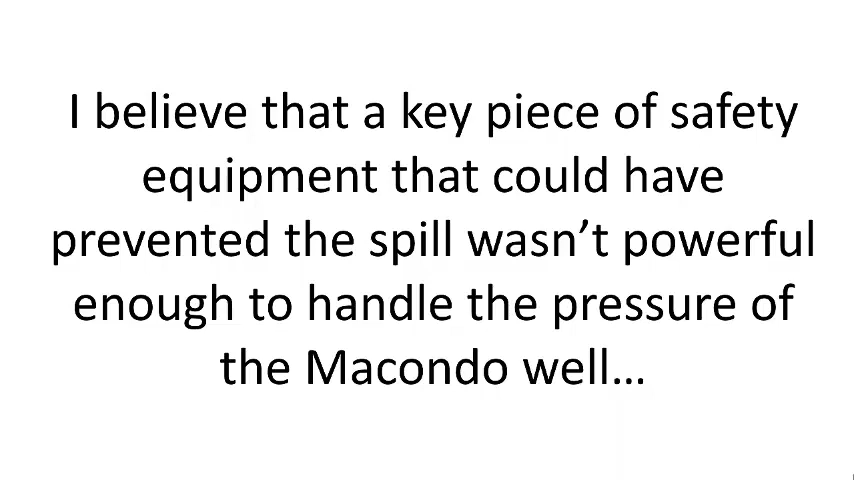 I believe that a key piece of safety
equipment that could have
prevented the spill wasn’t powerful
enough to handle the pressure of
the Macondo well…